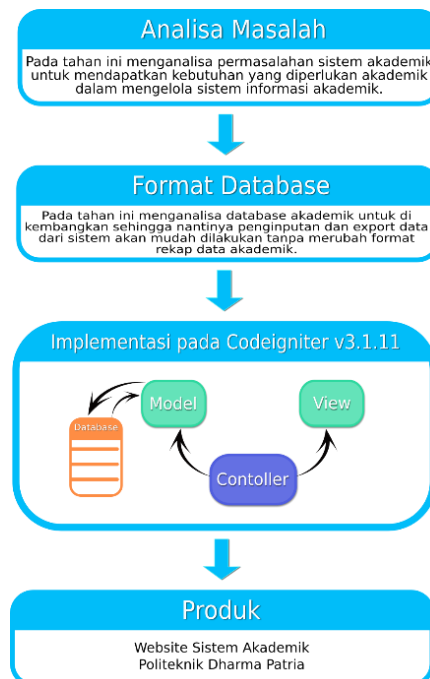 Analisa Masalah
Pada tahan ini menganalisa permasalahan sistem akademik
untuk mendapatkan kebutuhan yang diperlukan akademik
dalam mengelola sistem informasi akademik.
Format Database
Pada tahan ini menganalisa database akademik untuk di
kembangkan sehingga nantinya penginputan dan export data
dari sistem akan mudah dilakukan tanpa merubah format
rekap data akademik.
Implementasi pada Codeigniter v3.1.11
Model
View
Database
Contoller
Produk
Website Sistem Akademik
Politeknik Dharma Patria